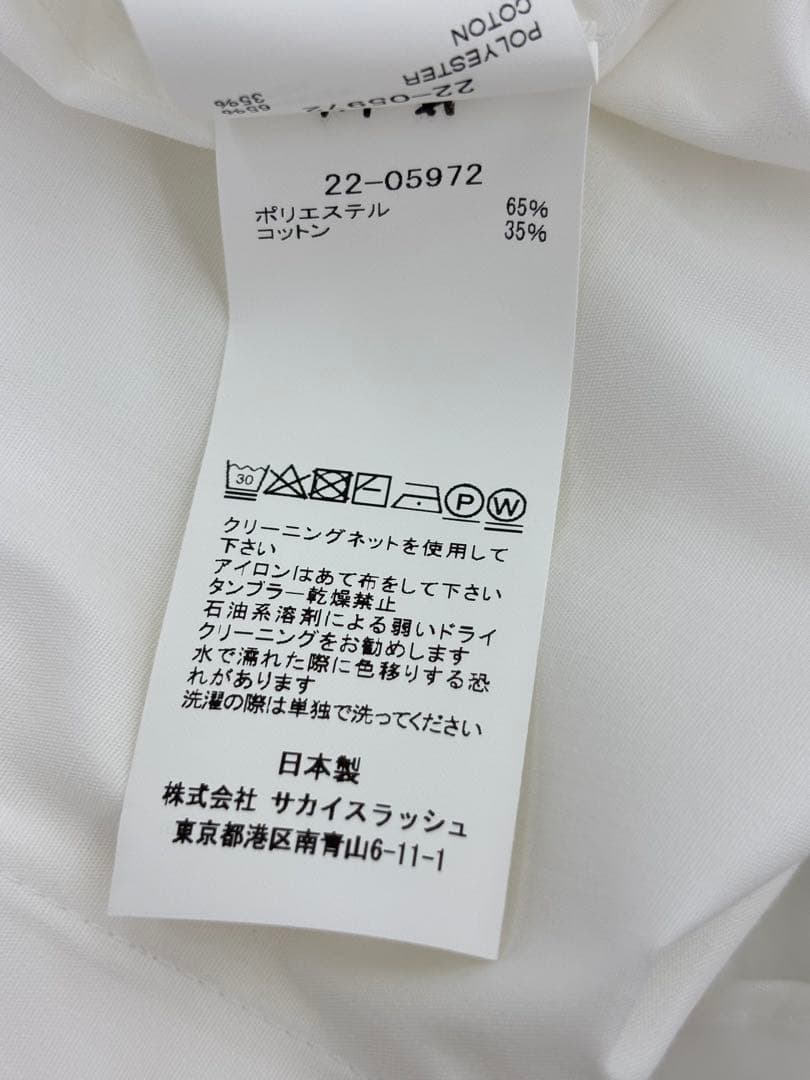 COTTON
POLYESTER
35%
65%
22-05972
22-05972
ポリエステル 65%
コットン 35%
30
P
W
クリーニングネットを使用して
下さい
アイロンはあて布をして下さい
タンブラー乾燥禁止
石油系溶剤による弱いドライ
クリーニングをお勧めします
水で濡れた際に色移りする恐
れがあります
洗濯の際は単独で洗ってください
日本製
株式会社 サカイスラッシュ
東京都港区南青山6-11-1